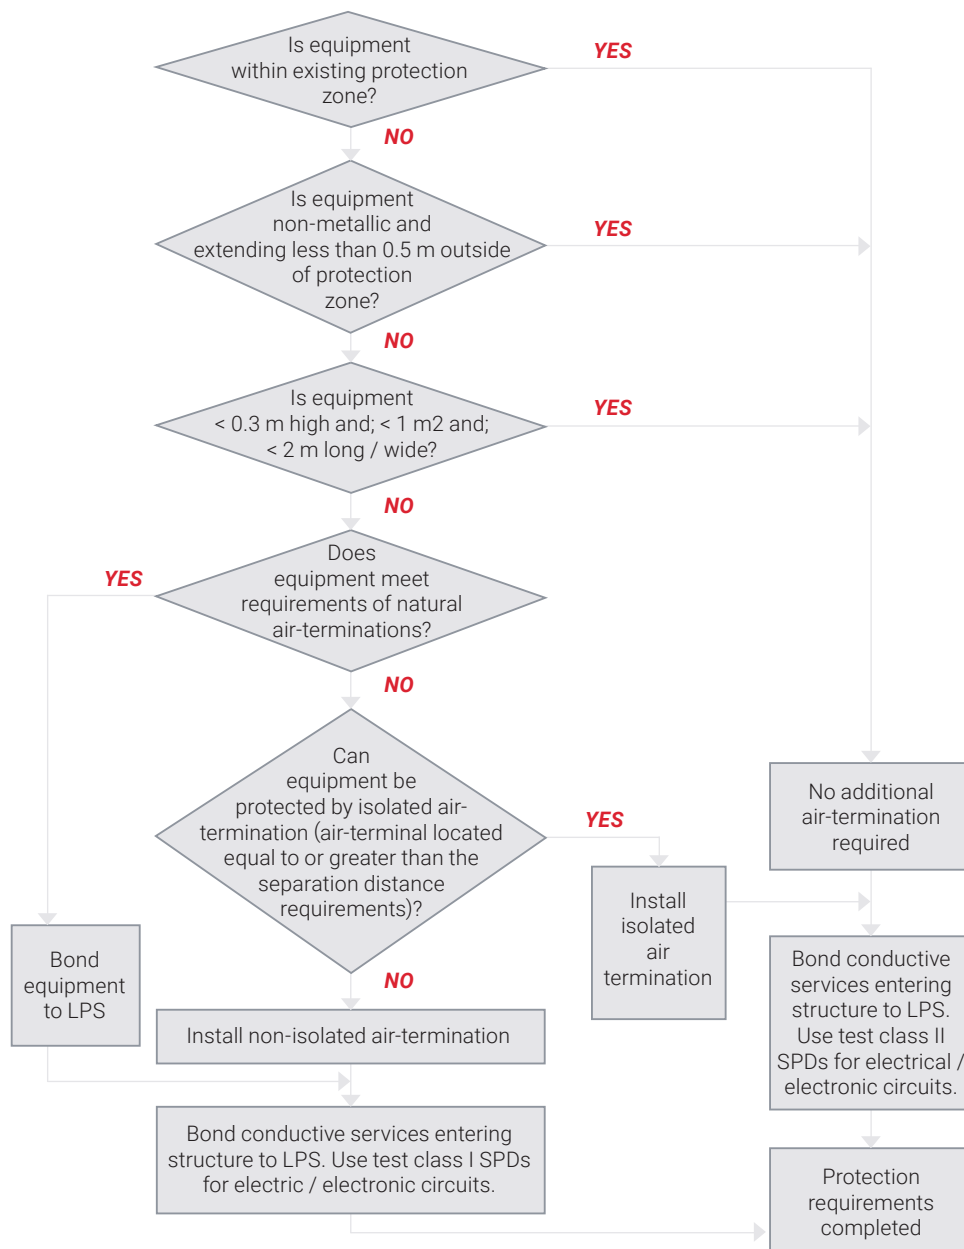 Is equipment
within existing protection
zone?
YES
NO
Is equipment
non-metallic and
extending less than 0.5 m outside
of protection
zone?
YES
NO
Is equipment
< 0.3 m high and; < 1 m2 and;
< 2 m long / wide?
YES
NO
Does
equipment meet
requirements of natural
air-terminations?
YES
NO
Can
equipment be
protected by isolated air-
termination (air-terminal located
equal to or greater than the
separation distance
requirements)?
YES
NO
No additional
air-termination
required
Install
isolated
air
termination
Bond
equipment
to LPS
Install non-isolated air-termination
Bond conductive
services entering
structure to LPS.
Use test class II
SPDs for electrical /
electronic circuits.
Bond conductive services entering
structure to LPS. Use test class I SPDs
for electric / electronic circuits.
Protection
requirements
completed